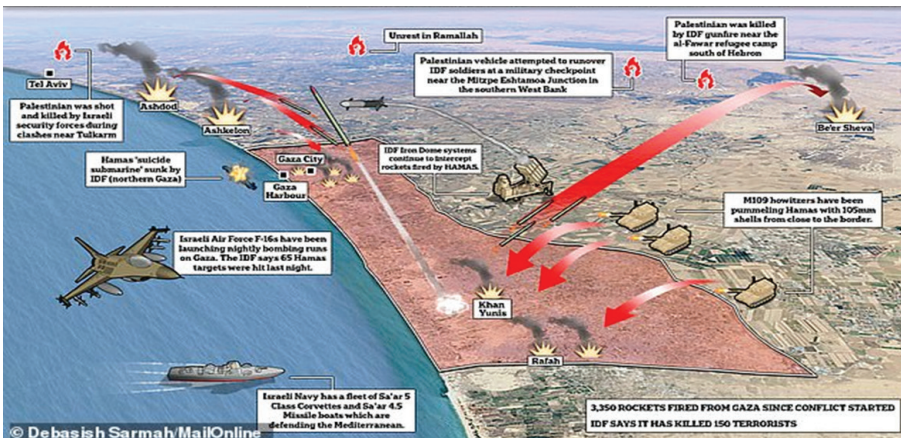 Unrest in Ramallah
Palestinian was killed
by IDF gunfire near the
al-Fawar refugee camp
south of Hebron
Palestinian vehicle attempted to runover
IDF soldiers at a military checkpoint
near the Mitzpe Eshtamoa Junction in
the southern West Bank
Tel Aviv
Palestinian was shot
and killed by Israeli
security forces during
clashes near Tulkarm
Ashdod
Ashkelon
Be'er Sheva
Hamas 'suicide
submarine' sunk by
IDF (northern Gaza)
Gaza City
Gaza
Harbour
IDF Iron Dome systems
continue to intercept
rockets fired by HAMAS.
M109 howitzers have been
pummeling Hamas with 105mm
shells from close to the border.
Israeli Air Force F-16s have been
launching nightly bombing runs
on Gaza. The IDF says 65 Hamas
targets were hit last night.
Khan
Yunis
Rafah
Israeli Navy has a fleet of Sa'ar 5
Class Corvettes and Sa'ar 4.5
Missile boats which are
defending the Mediterranean.
3,350 ROCKETS FIRED FROM GAZA SINCE CONFLICT STARTED
IDF SAYS IT HAS KILLED 150 TERRORISTS
© Debasish Sarmah/MailOnline